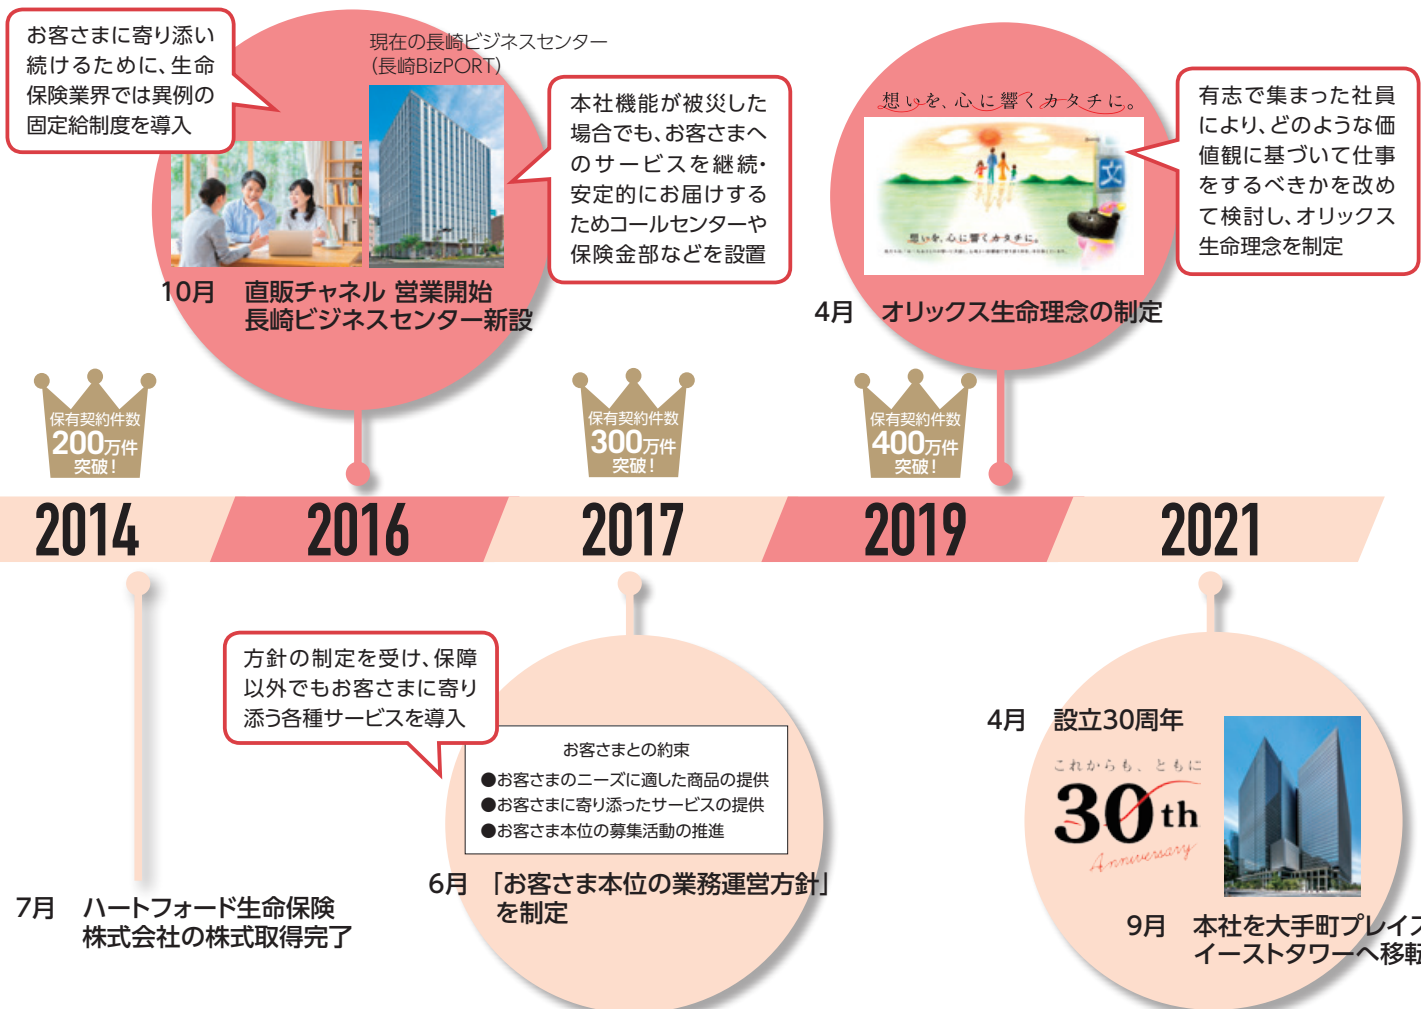 お客さまに寄り添い
続けるために、生命
保険業界では異例の
固定給制度を導入
現在の長崎ビジネスセンター
(長崎BizPORT)
本社機能が被災した
場合でも、お客さまへ
のサービスを継続・
安定的にお届けする
ためコールセンターや
保険金部などを設置
10月 直販チャネル 営業開始
長崎ビジネスセンター新設
想いを、心に響くカタチに。
文
想いを、心に響くカタチに。
有志で集まった社員
により、どのような価
値観に基づいて仕事
をするべきかを改め
て検討し、オリックス
生命理念を制定
4月 オリックス生命理念の制定
保有契約件数
200万件
突破！
保有契約件数
300万件
突破！
保有契約件数
400万件
突破！
2014
2016
2017
2019
2021
7月 ハートフォード生命保険
株式会社の株式取得完了
方針の制定を受け、保障
以外でもお客さまに寄り
添う各種サービスを導入
お客さまとの約束
●お客さまのニーズに適した商品の提供
●お客さまに寄り添ったサービスの提供
●お客さま本位の募集活動の推進
6月 「お客さま本位の業務運営方針」
を制定
4月 設立30周年
これからも、ともに
30th
Anniversary
9月 本社を大手町プレイス
イーストタワーへ移転